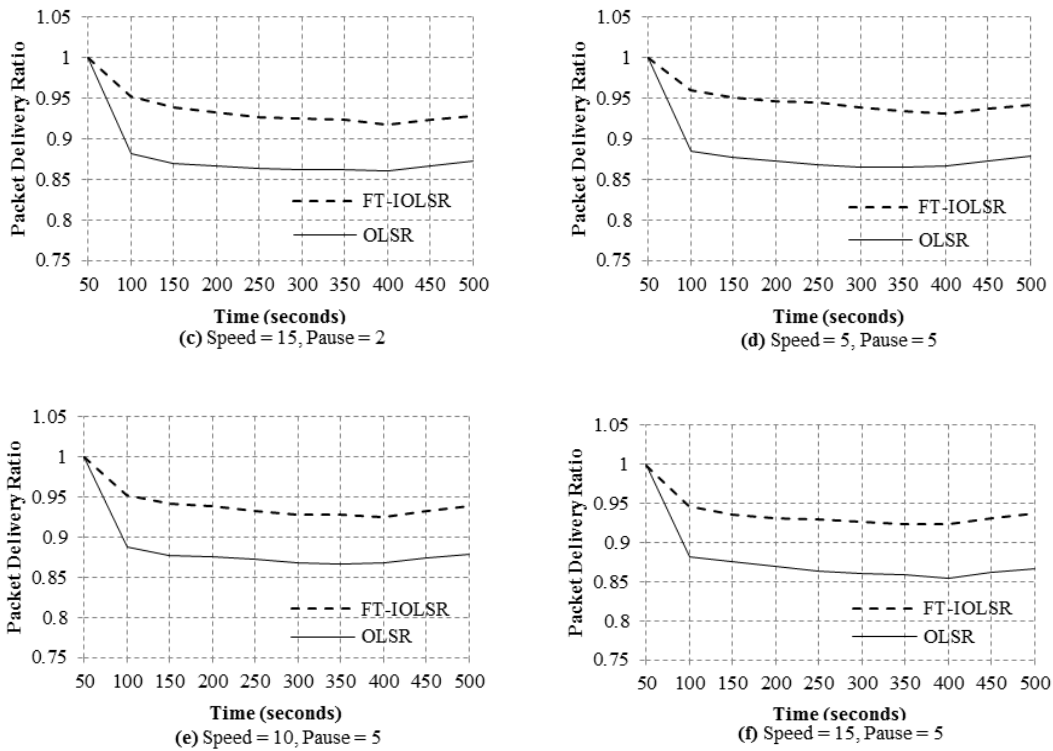 1.05
1
0.95
0.9
0.85
0.8
0.75
Packet Delivery Ratio
FT-IOLSR
OLSR
50 100 150 200 250 300 350 400 450 500
Time (seconds)
(c) Speed = 15, Pause = 2
1.05
1
0.95
0.9
0.85
0.8
0.75
Packet Delivery Ratio
FT-IOLSR
OLSR
50 100 150 200 250 300 350 400 450 500
Time (seconds)
(d) Speed = 5, Pause = 5
1.05
1
0.95
0.9
0.85
0.8
0.75
Packet Delivery Ratio
FT-IOLSR
OLSR
50 100 150 200 250 300 350 400 450 500
Time (seconds)
(e) Speed = 10, Pause = 5
1.05
1
0.95
0.9
0.85
0.8
0.75
Packet Delivery Ratio
FT-IOLSR
OLSR
50 100 150 200 250 300 350 400 450 500
Time (seconds)
(f) Speed = 15, Pause = 5